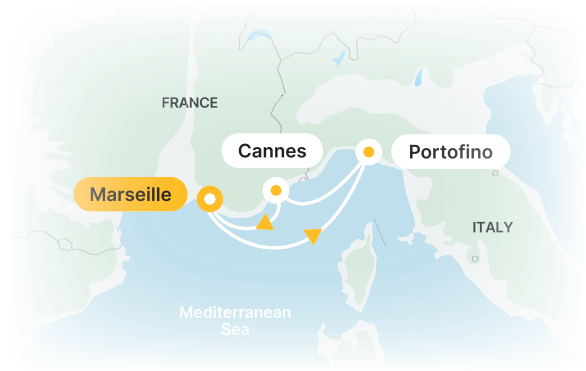 FRANCE
Cannes
Portofino
Marseille
ITALY
Mediterranean
Sea